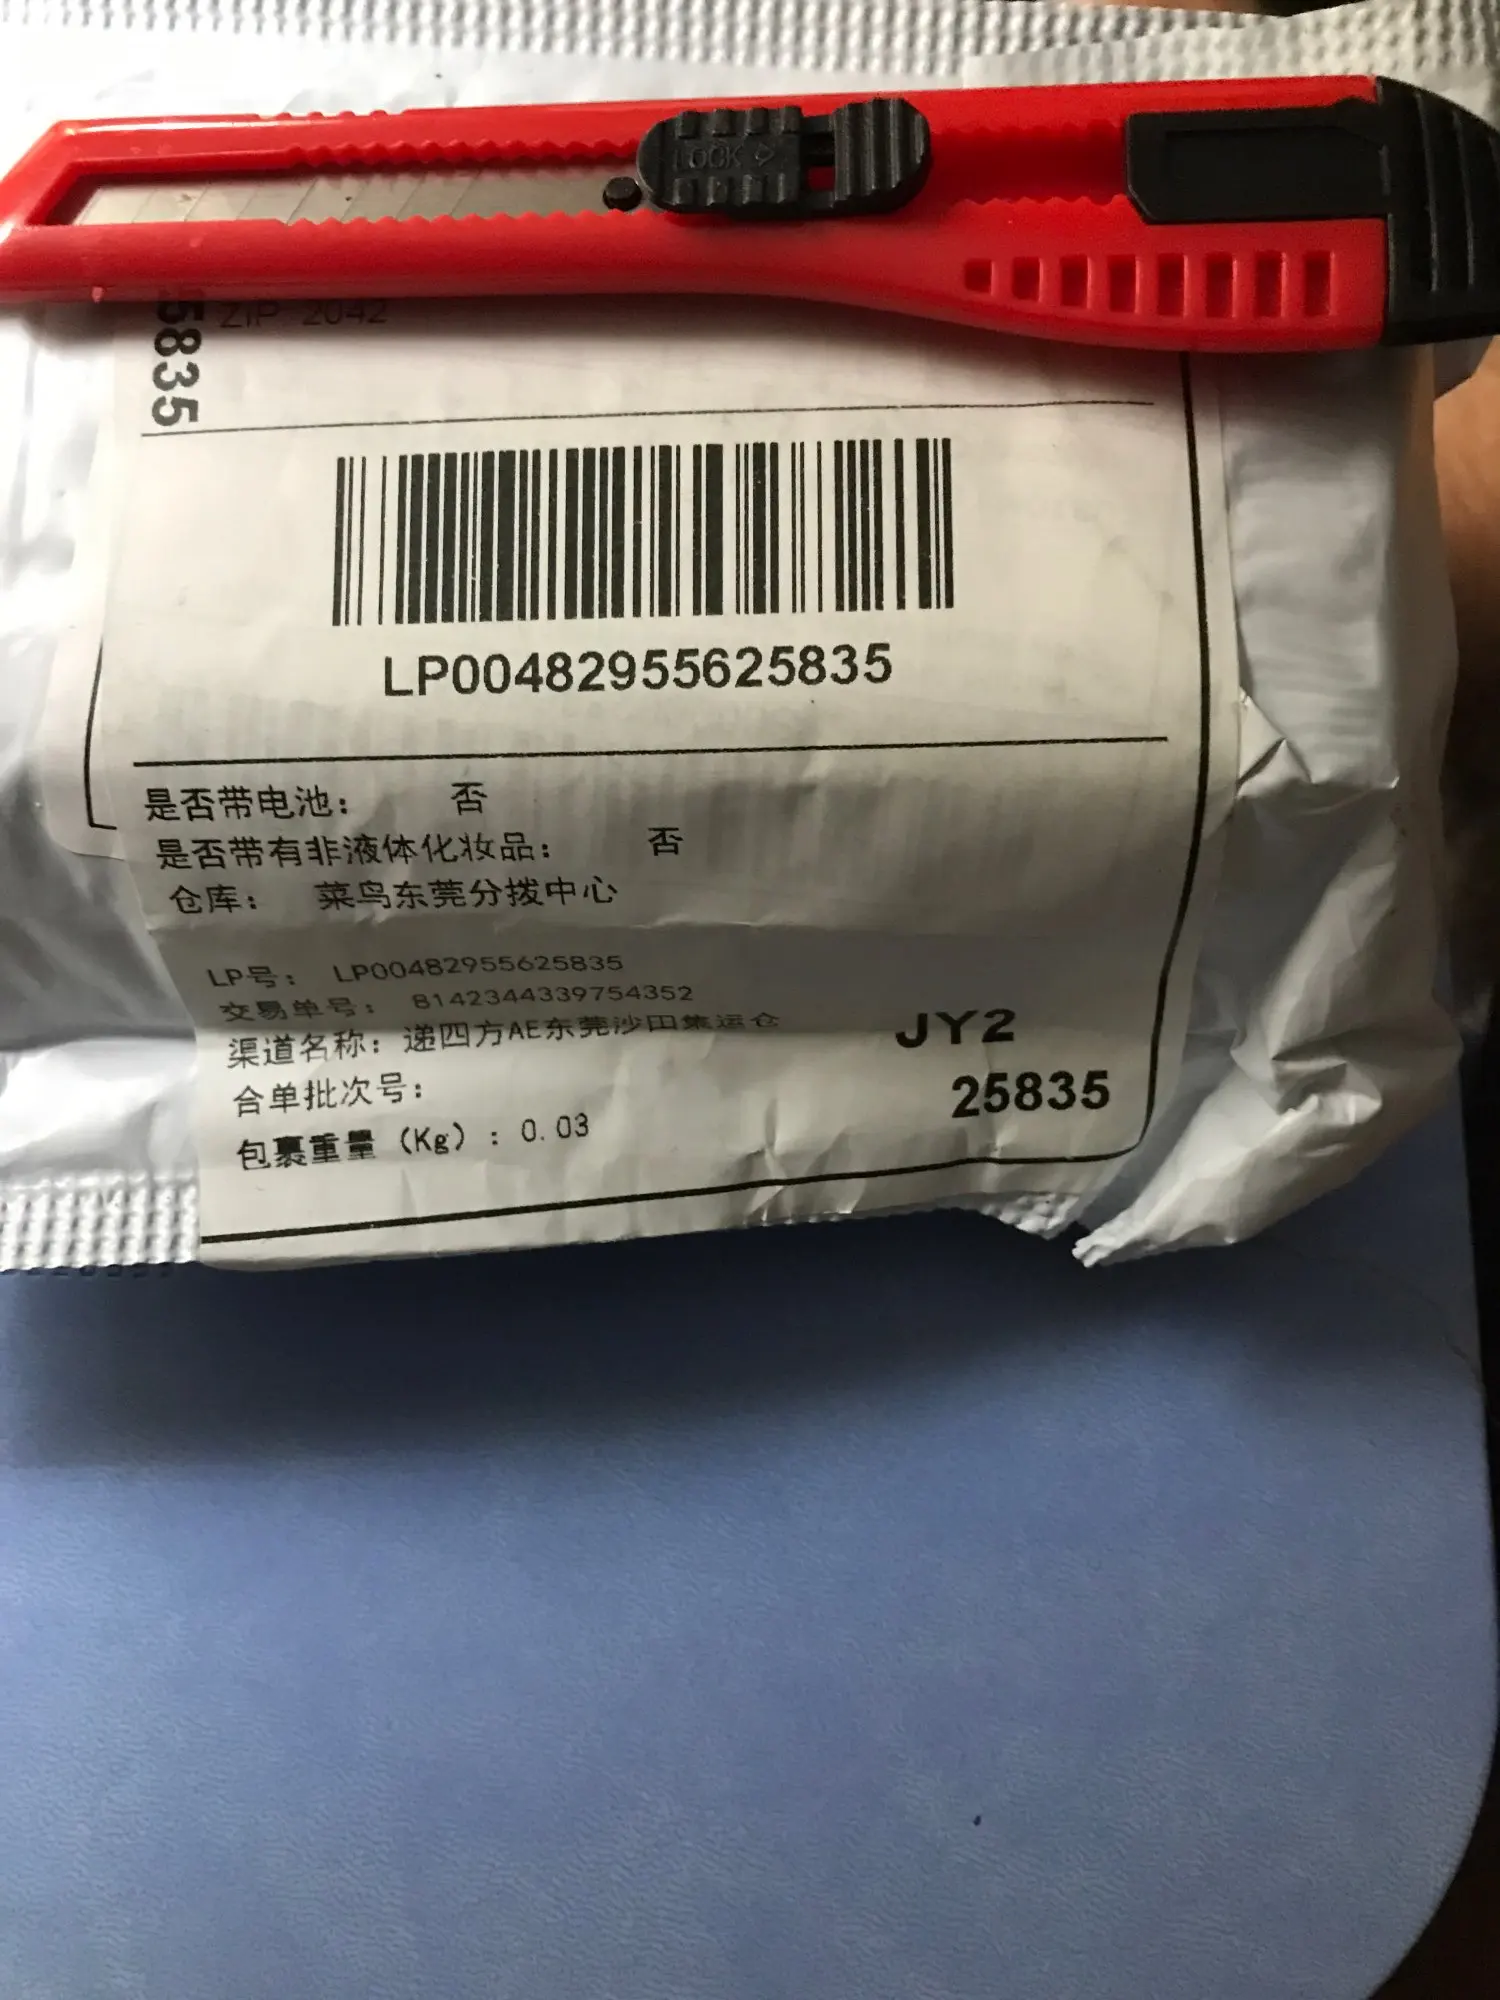 LOCK
5835
ZIP 2042
LP00482955625835
是否带电池： 否
是否带有非液体化妆品： 否
仓库： 菜鸟东莞分拨中心
LP号： LP00482955625835
交易单号： 8142344339754352
渠道名称：递四方AE东莞沙田集运仓
JY2
合单批次号：
25835
包裹重量（Kg）：0.03